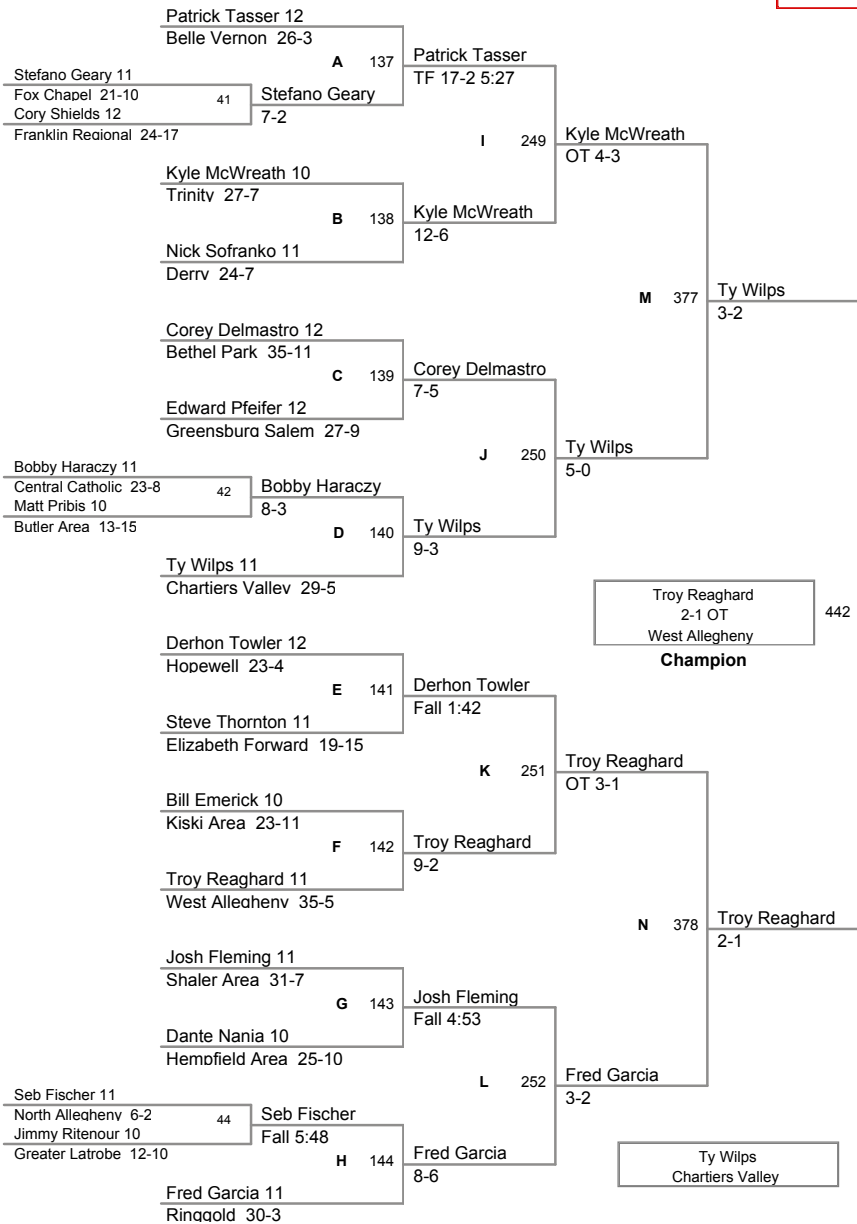 Patrick Tasser 12
Belle Vernon 26-3
A 137
Patrick Tasser
TF 17-2 5:27
Stefano Geary 11
Fox Chapel 21-10
41
Cory Shields 12
Franklin Regional 24-17
Stefano Geary
7-2
I 249
Kyle McWreath
OT 4-3
Kyle McWreath 10
Trinity 27-7
B 138
Kyle McWreath
12-6
Nick Sofranko 11
Derry 24-7
M 377
Ty Wilps
3-2
Corey Delmastro 12
Bethel Park 35-11
C 139
Corey Delmastro
7-5
Edward Pfeifer 12
Greensburg Salem 27-9
J 250
Ty Wilps
5-0
Bobby Haraczy 11
Central Catholic 23-8
42
Matt Pribis 10
Butler Area 13-15
Bobby Haraczy
8-3
D 140
Ty Wilps
9-3
Ty Wilps 11
Chartiers Valley 29-5
Troy Reaghard
2-1 OT
West Allegheny
442
Champion
Derhon Towler 12
Hopewell 23-4
E 141
Derhon Towler
Fall 1:42
Steve Thornton 11
Elizabeth Forward 19-15
K 251
Troy Reaghard
OT 3-1
Bill Emerick 10
Kiski Area 23-11
F 142
Troy Reaghard
9-2
Troy Reaghard 11
West Allegheny 35-5
N 378
Troy Reaghard
2-1
Josh Fleming 11
Shaler Area 31-7
G 143
Josh Fleming
Fall 4:53
Dante Nania 10
Hempfield Area 25-10
L 252
Fred Garcia
3-2
Seb Fischer 11
North Allegheny 6-2
44
Jimmy Ritenour 10
Greater Latrobe 12-10
Seb Fischer
Fall 5:48
H 144
Fred Garcia
8-6
Fred Garcia 11
Ringgold 30-3
Ty Wilps
Chartiers Valley